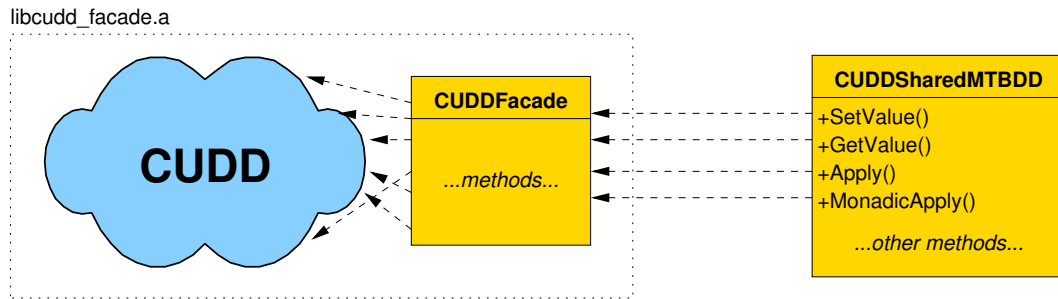 libcudd_facade.a
CUDD
CUDDFacade
...methods...
CUDDSharedMTBDD
+SetValue()
+GetValue()
+Apply()
+MonadicApply()
...other methods...